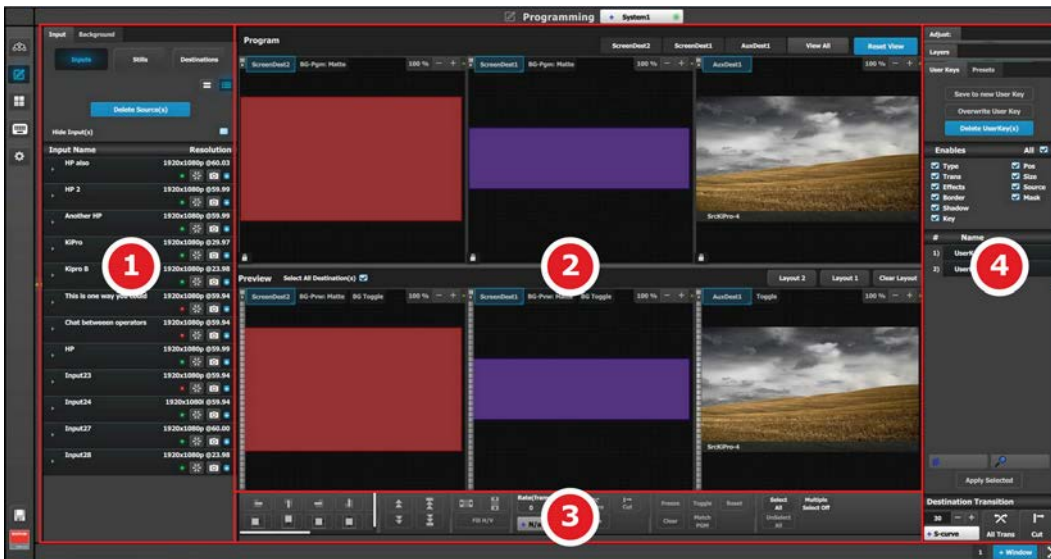 Programming
System1
Input Background
Inputs Stills Destinations
Delete Source(s)
Hide Input(s)
Input Name Resolution
HP also 1920x1080p @60.03
HP 2 1920x1080p @59.99
Another HP 1920x1080p @59.99
KiPro 1920x1080p @29.97
Kipro B 1920x1080p @23.98
This is one way you could 1920x1080p @59.94
Chat betweeen operators 1920x1080p @59.94
HP 1920x1080p @59.99
Input23 1920x1080p @59.94
Input24 1920x1080i @59.94
Input27 1920x1080p @60.00
Input28 1920x1080p @23.98
1
Program
ScreenDest2 ScreenDest1 AuxDest1 View All Reset View
ScreenDest2 BG-Pgm: Matte 100 % - +
ScreenDest1 BG-Pgm: Matte 100 % - +
AuxDest1 100 % - +
SrcKiPro-4
2
Preview Select All Destination(s) Layout 2 Layout 1 Clear Layout
ScreenDest2 BG-Pvw: Matte BG Toggle 100 % - +
ScreenDest1 BG-Pvw: BG Toggle 100 % - +
AuxDest1 Toggle 100 % - +
SrcKiPro-4
Fill H/V
0
Cut
3
Freeze Toggle Reset
Clear Match PGM
Select All Multiple Select Off
UnSelect All
Adjust:
Layers
User Keys Presets
Save to new User Key
Overwrite User Key
Delete UserKey(s)
Enables All
Type Pos
Trans Size
Effects Source
Border Mask
Shadow
Key
# Name
1)
2)
4
Apply Selected
Destination Transition
30 - +
S-curve All Trans Cut
1 + Window